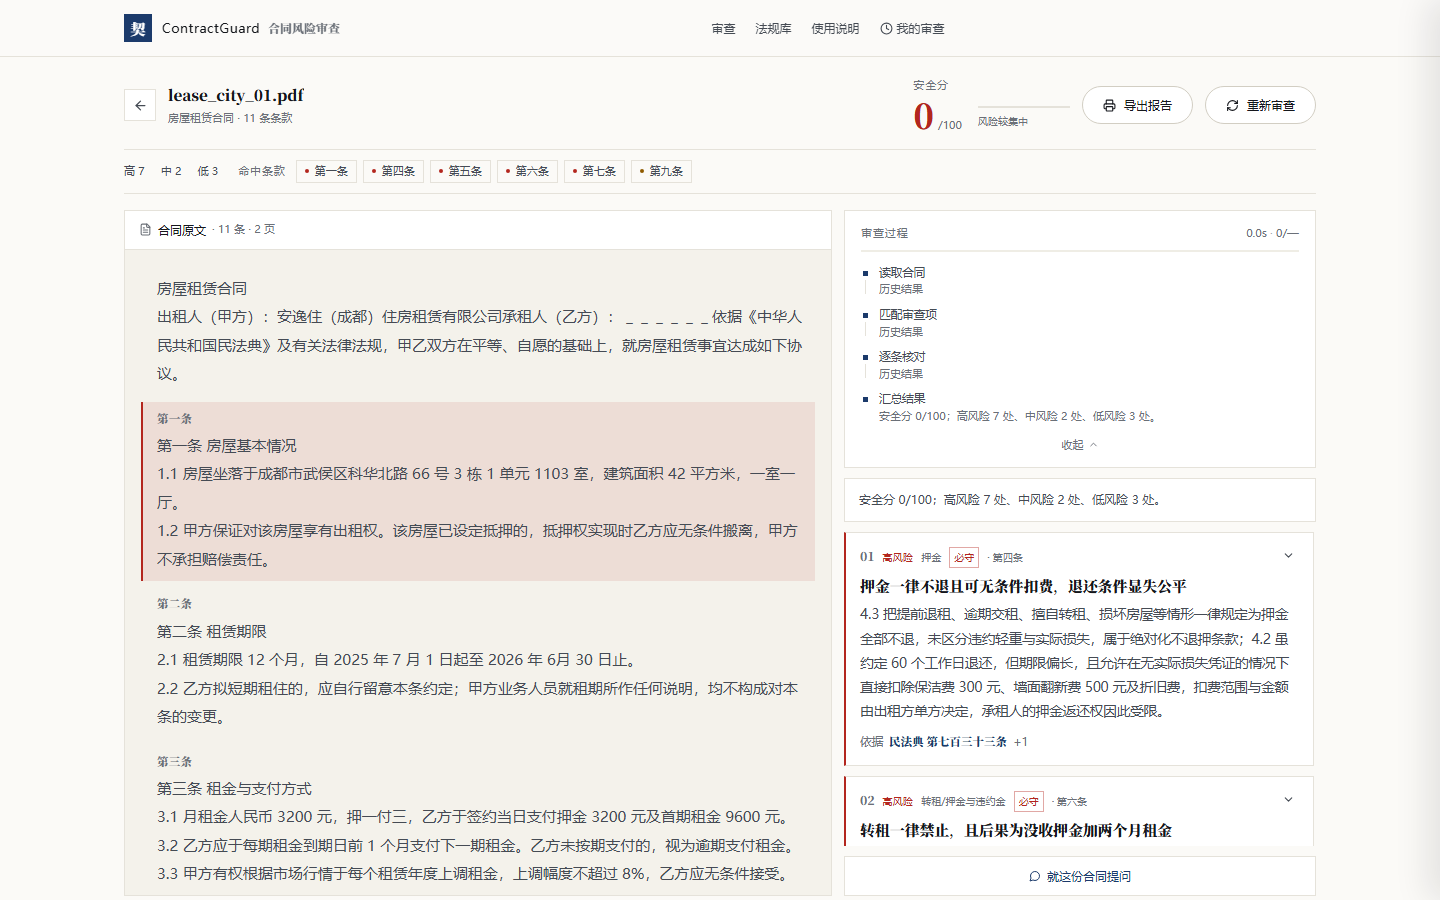 契 ContractGuard 合同风险审查
审查 法规库 使用说明 我的审查
lease_city_01.pdf
房屋租赁合同 · 11 条条款
安全分
0 /100
风险较集中
导出报告
重新审查
高 7 中 2 低 3 命中条款 第一条 第四条 第五条 第六条 第七条 第九条
合同原文 · 11 条 · 2 页
房屋租赁合同
出租人（甲方）：安逸住（成都）住房租赁有限公司承租人（乙方）： _ _ _ _ _ _ 依据《中华人
民共和国民法典》及有关法律法规，甲乙双方在平等、自愿的基础上，就房屋租赁事宜达成如下协
议。
第一条
第一条 房屋基本情况
1.1 房屋坐落于成都市武侯区科华北路 66 号 3 栋 1 单元 1103 室，建筑面积 42 平方米，一室一
厅。
1.2 甲方保证对该房屋享有出租权。该房屋已设定抵押的，抵押权实现时乙方应无条件搬离，甲方
不承担赔偿责任。
第二条
第二条 租赁期限
2.1 租赁期限 12 个月，自 2025 年 7 月 1 日起至 2026 年 6月 30 日止。
2.2 乙方拟短期租住的，应自行留意本条约定；甲方业务人员就租期所作任何说明，均不构成对本
条的变更。
第三条
第三条 租金与支付方式
3.1 月租金人民币 3200 元，押一付三，乙方于签约当日支付押金 3200 元及首期租金 9600 元。
3.2 乙方应于每期租金到期日前 1 个月支付下一期租金。乙方未按期支付的，视为逾期支付租金。
3.3 甲方有权根据市场行情于每个租赁年度上调租金，上调幅度不超过 8%，乙方应无条件接受。
审查过程 0.0s · 0/—
读取合同
历史结果
匹配审查项
历史结果
逐条核对
历史结果
汇总结果
安全分 0/100；高风险 7 处、中风险 2 处、低风险 3 处。
收起
安全分 0/100；高风险 7 处、中风险 2 处、低风险 3 处。
01 高风险 押金 必守 · 第四条
押金一律不退且可无条件扣费，退还条件显失公平
4.3 把提前退租、逾期交租、擅自转租、损坏房屋等情形一律规定为押金
全部不退，未区分违约轻重与实际损失，属于绝对化不退押条款；4.2 虽
约定 60 个工作日退还，但期限偏长，且允许在无实际损失凭证的情况下
直接扣除保洁费 300 元、墙面翻新费 500 元及折旧费，扣费范围与金额
由出租方单方决定，承租人的押金返还权因此受限。
依据 民法典 第七百三十三条 +1
02 高风险 转租/押金与违约金 必守 · 第六条
转租一律禁止，且后果为没收押金加两个月租金
就这份合同提问